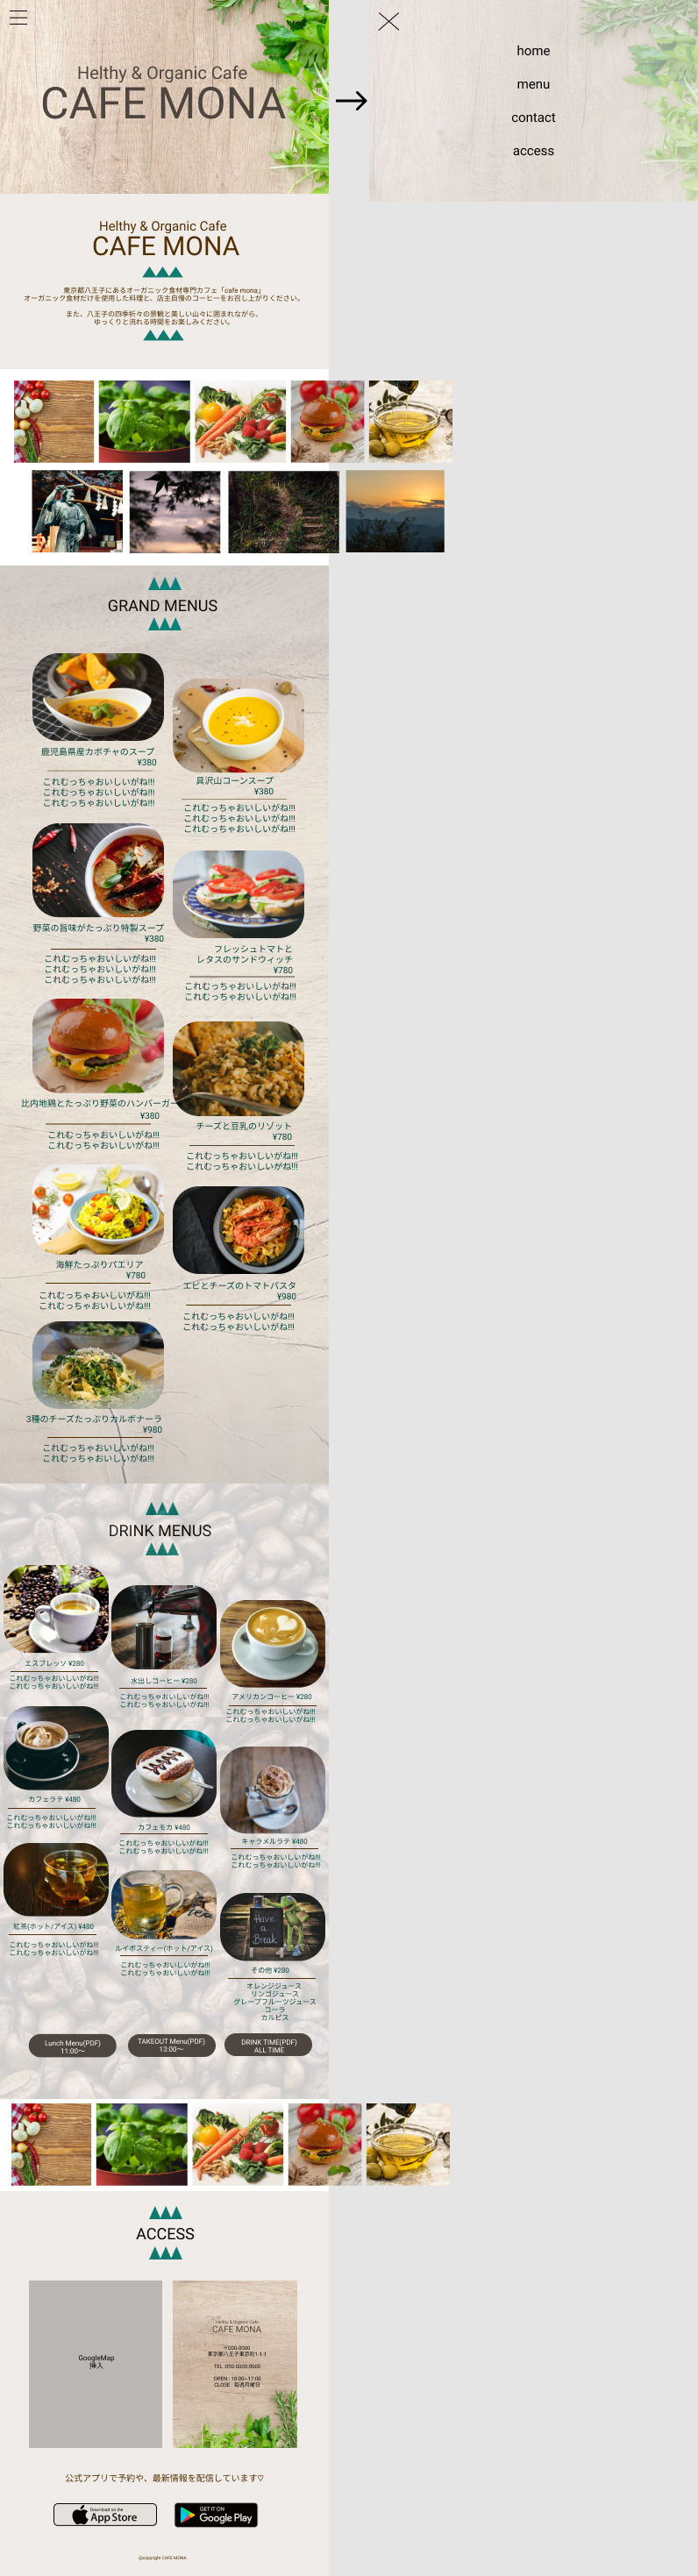 Helthy & Organic Cafe
CAFE MONA
home
menu
contact
access
Helthy & Organic Cafe
CAFE MONA
東京都八王子にあるオーガニック食材専門カフェ「cafe mona」
オーガニック食材だけを使用した料理と、店主自慢のコーヒーをお召し上がりください。
また、八王子の四季折々の景観と美しい山々に囲まれながら、
ゆっくりと流れる時間をお楽しみください。
GRAND MENUS
鹿児島県産カボチャのスープ
¥380
これむっちゃおいしいがね!!!
これむっちゃおいしいがね!!!
これむっちゃおいしいがね!!!
具沢山コーンスープ
¥380
これむっちゃおいしいがね!!!
これむっちゃおいしいがね!!!
これむっちゃおいしいがね!!!
野菜の旨味がたっぷり特製スープ
¥380
これむっちゃおいしいがね!!!
これむっちゃおいしいがね!!!
これむっちゃおいしいがね!!!
フレッシュトマトと
レタスのサンドウィッチ
¥780
これむっちゃおいしいがね!!!
これむっちゃおいしいがね!!!
比内地鶏とたっぷり野菜のハンバーガー
¥380
これむっちゃおいしいがね!!!
これむっちゃおいしいがね!!!
チーズと豆乳のリゾット
¥780
これむっちゃおいしいがね!!!
これむっちゃおいしいがね!!!
海鮮たっぷりパエリア
¥780
これむっちゃおいしいがね!!!
これむっちゃおいしいがね!!!
エビとチーズのトマトパスタ
¥980
これむっちゃおいしいがね!!!
これむっちゃおいしいがね!!!
3種のチーズたっぷりカルボナーラ
¥980
これむっちゃおいしいがね!!!
これむっちゃおいしいがね!!!
DRINK MENUS
エスプレッソ ¥280
これむっちゃおいしいがね!!!
これむっちゃおいしいがね!!!
水出しコーヒー ¥280
これむっちゃおいしいがね!!!
これむっちゃおいしいがね!!!
アメリカンコーヒー ¥280
これむっちゃおいしいがね!!!
これむっちゃおいしいがね!!!
カフェラテ ¥480
これむっちゃおいしいがね!!!
これむっちゃおいしいがね!!!
カフェモカ ¥480
これむっちゃおいしいがね!!!
これむっちゃおいしいがね!!!
キャラメルラテ ¥480
これむっちゃおいしいがね!!!
これむっちゃおいしいがね!!!
紅茶(ホット/アイス) ¥480
これむっちゃおいしいがね!!!
これむっちゃおいしいがね!!!
ルイボスティー(ホット/アイス)
これむっちゃおいしいがね!!!
これむっちゃおいしいがね!!!
Have
a
Break
その他 ¥280
オレンジジュース
リンゴジュース
グレープフルーツジュース
コーラ
カルピス
Lunch Menu(PDF)
11:00〜
TAKEOUT Menu(PDF)
13:00〜
DRINK TIME(PDF)
ALL TIME
ACCESS
GoogleMap
挿入
Helthy & Organic Cafe
CAFE MONA
〒000-0000
東京都八王子東京町1-1-1
TEL 000-0000-0000
OPEN : 10:00~17:00
CLOSE : 毎週月曜日
公式アプリで予約や、最新情報を配信しています♡
Download on the
App Store
GET IT ON
Google Play
@copyright CAFE MONA